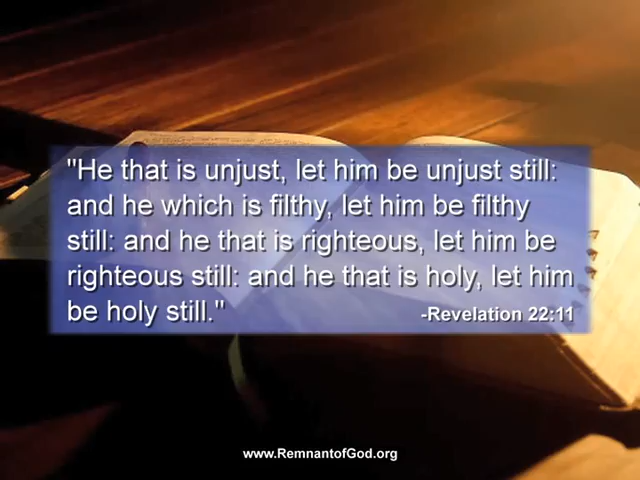 "He that is unjust, let him be unjust still:
and he which is filthy, let him be filthy
still: and he that is righteous, let him be
righteous still: and he that is holy, let him
be holy still."
-Revelation 22:11
www.RemnantofGod.org